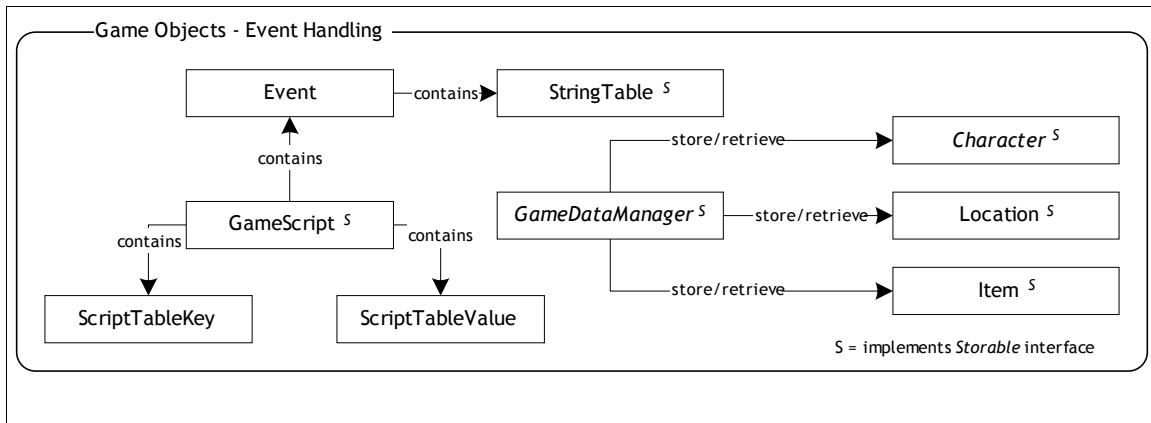 Game Objects - Event Handling
Event
contains
StringTable S
contains
store/retrieve
Character S
GameScript S
GameDataManager S
store/retrieve
Location S
contains
contains
store/retrieve
Item S
ScriptTableKey
ScriptTableValue
S = implements Storable interface